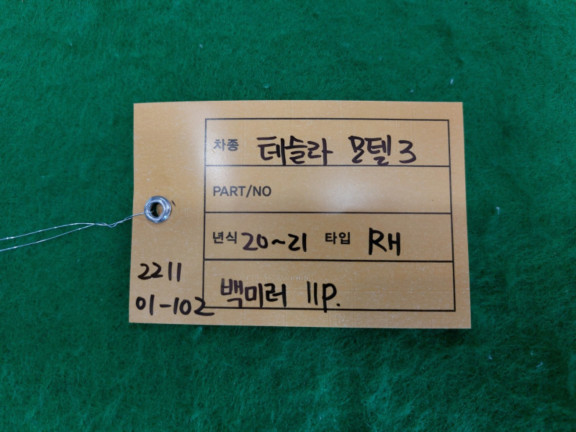 차종 테슬라 모델3
PART/NO
년식 20~21 타입 RH
백미러 11P.
2211
01-102